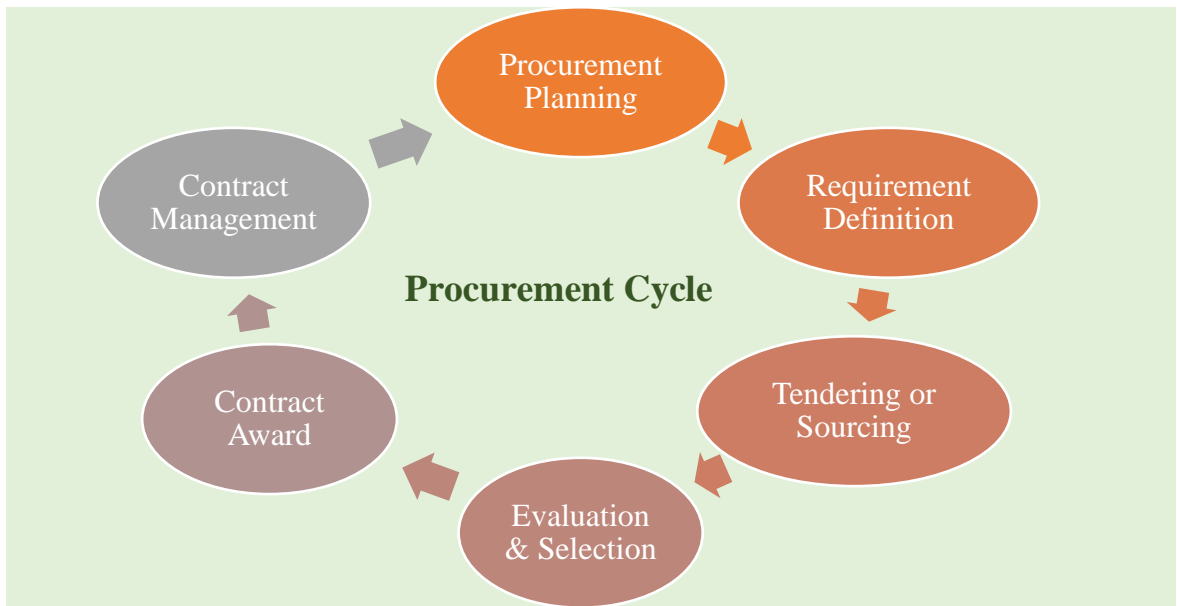 Procurement
Planning
Requirement
Definition
Tendering or
Sourcing
Evaluation
& Selection
Contract
Award
Contract
Management
Procurement Cycle